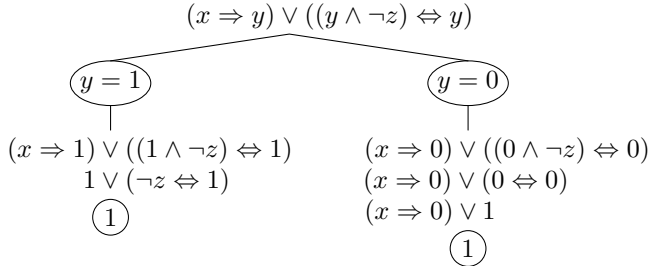 (x ⇒ y) ∨ ((y ∧ ¬z) ⇔ y)
y = 1
y = 0
(x ⇒ 1) ∨ ((1 ∧ ¬z) ⇔ 1)
1 ∨ (¬z ⇔ 1)
1
(x ⇒ 0) ∨ ((0 ∧ ¬z) ⇔ 0)
(x ⇒ 0) ∨ (0 ⇔ 0)
(x ⇒ 0) ∨ 1
1